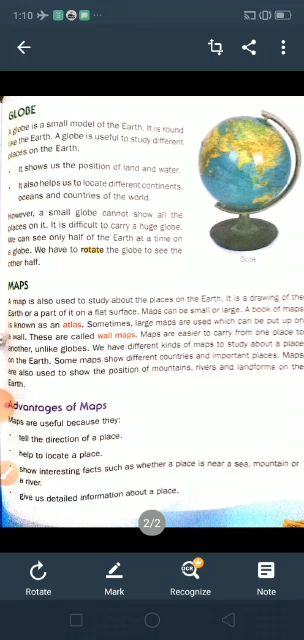 1:10
GLOBE
A globe is a small model of the Earth. It is round
like the Earth. A globe is useful to study different
places on the Earth.
It shows us the position of land and water.
It also helps us to locate different continents,
oceans and countries of the world.
However, a small globe cannot show all the
places on it. It is difficult to carry a huge globe.
We can see only half of the Earth at a time on
a globe. We have to rotate the globe to see the
other half.
MAPS
A map is also used to study about the places on the Earth. It is a drawing of the
Earth or a part of it on a flat surface. Maps can be small or large. A book of maps
is known as an atlas. Sometimes, large maps are used which can be put up on
a wall. These are called wall maps. Maps are easier to carry from one place to
another, unlike globes. We have different kinds of maps to study about a place
on the Earth. Some maps show different countries and important places. Maps
are also used to show the position of mountains, rivers and landforms on the
Earth.
Advantages of Maps
Maps are useful because they:
tell the direction of a place.
help to locate a place.
show interesting facts such as whether a place is near a sea, mountain or
a river.
give us detailed information about a place.
2/2
OCR
Rotate Mark Recognize Note